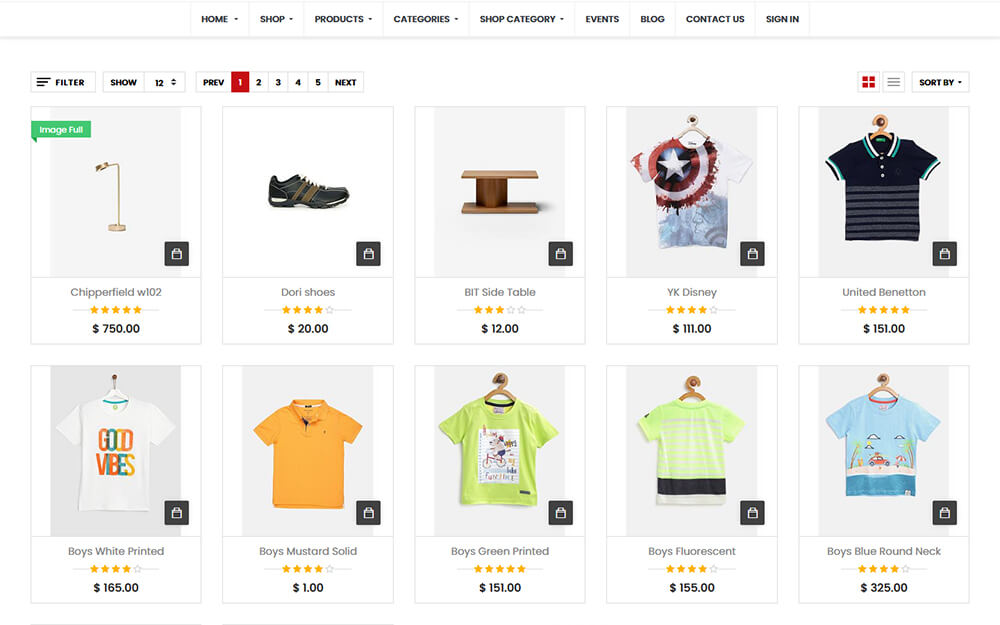 HOME SHOP PRODUCTS CATEGORIES SHOP CATEGORY EVENTS BLOG CONTACT US SIGN IN
FILTER SHOW 12 PREV 1 2 3 4 5 NEXT SORT BY
Image Full
Disney
Chipperfield w102 Dori shoes BIT Side Table YK Disney United Benetton
$ 750.00 $ 20.00 $ 12.00 $ 111.00 $ 151.00
GOOD
VIBES
Boys White Printed Boys Mustard Solid Boys Green Printed Boys Fluorescent Boys Blue Round Neck
$ 165.00 $ 1.00 $ 151.00 $ 155.00 $ 325.00